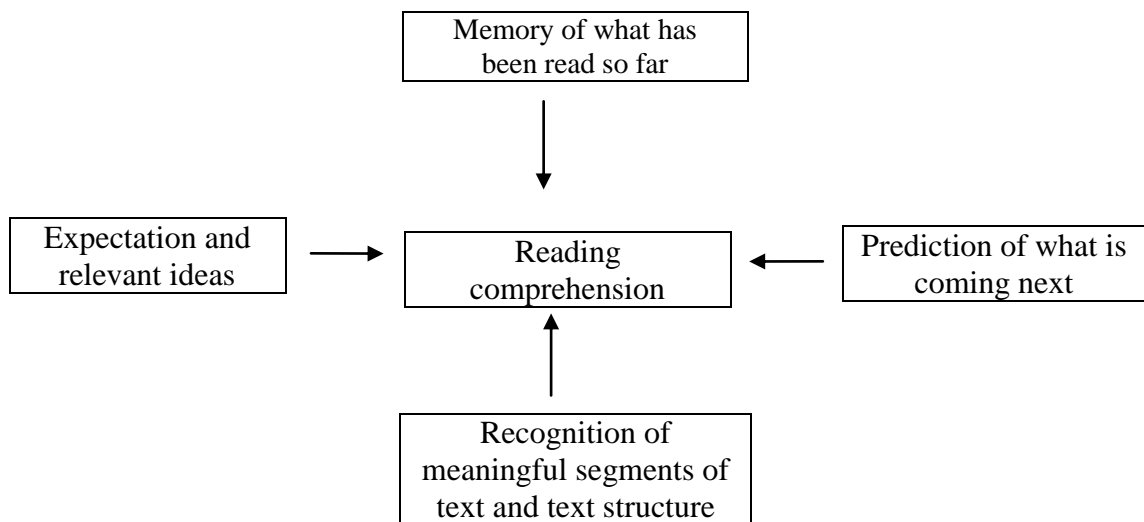 Memory of what has
been read so far
Expectation and
relevant ideas
Reading
comprehension
Prediction of what is
coming next
Recognition of
meaningful segments of
text and text structure